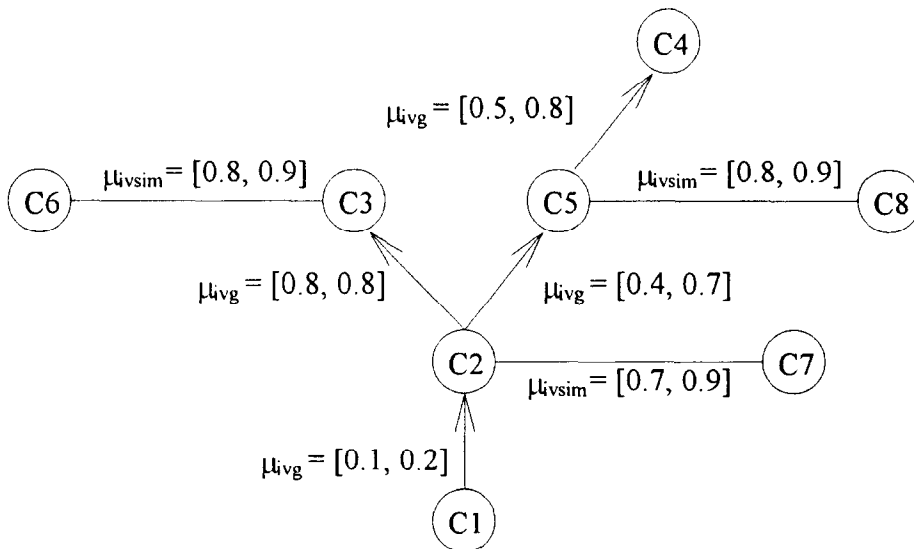 C4
μivg = [0.5, 0.8]
C6
μivsim = [0.8, 0.9]
C3
C5
μivsim = [0.8, 0.9]
C8
μivg = [0.8, 0.8]
μivg = [0.4, 0.7]
C2
C7
μivsim = [0.7, 0.9]
μivg = [0.1, 0.2]
C1